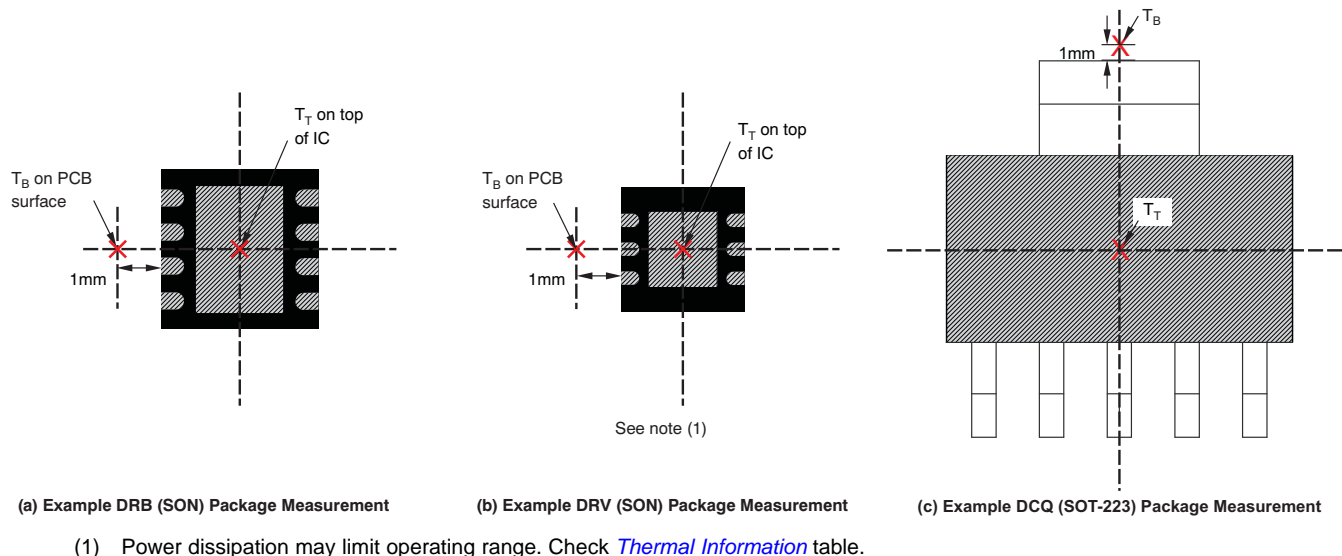 T_B
1mm
T_T on top
of IC
T_B on PCB
surface
1mm
T_T on top
of IC
T_B on PCB
surface
1mm
T_T
See note (1)
(a) Example DRB (SON) Package Measurement
(b) Example DRV (SON) Package Measurement
(c) Example DCQ (SOT-223) Package Measurement
(1) Power dissipation may limit operating range. Check Thermal Information table.